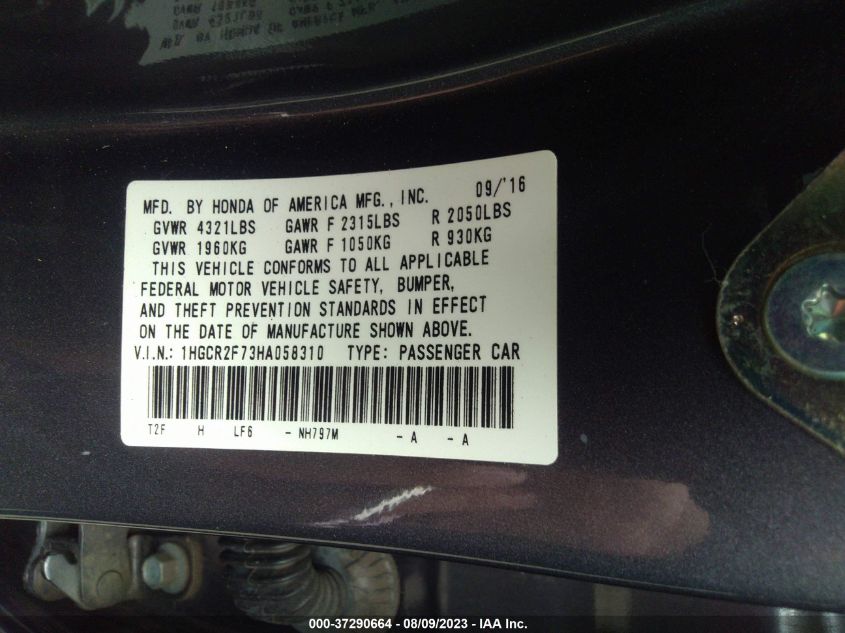 MFD. BY HONDA OF AMERICA MFG., INC. 09/'16
GVWR 4321LBS GAWR F 2315LBS R 2050LBS
GVWR 1960KG GAWR F 1050KG R 930KG
THIS VEHICLE CONFORMS TO ALL APPLICABLE
FEDERAL MOTOR VEHICLE SAFETY, BUMPER,
AND THEFT PREVENTION STANDARDS IN EFFECT
ON THE DATE OF MANUFACTURE SHOWN ABOVE.
V.I.N.: 1HGCR2F73HA058310 TYPE: PASSENGER CAR
T2F H LF6 - NH797M - A - A
000-37290664 - 08/09/2023 - IAA Inc.